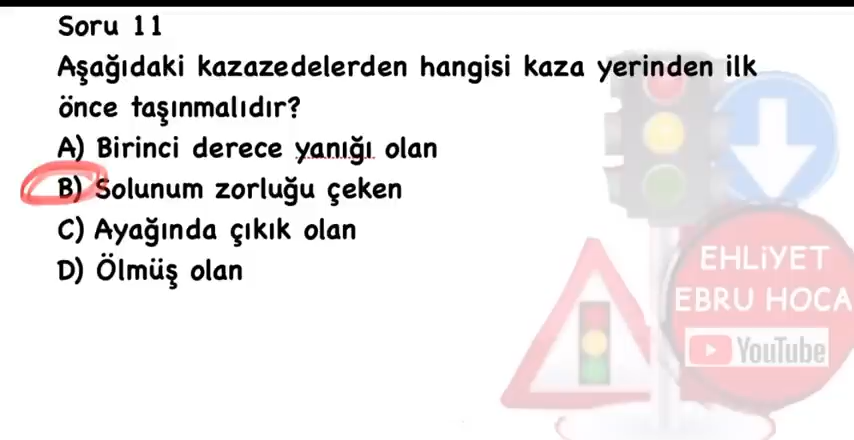 Soru 11
Aşağıdaki kazazedelerden hangisi kaza yerinden ilk
önce taşınmalıdır?
A) Birinci derece yanığı olan
B) Solunum zorluğu çeken
C) Ayağında çıkık olan
D) Ölmüş olan
EHLİYET
EBRU HOCA
YouTube